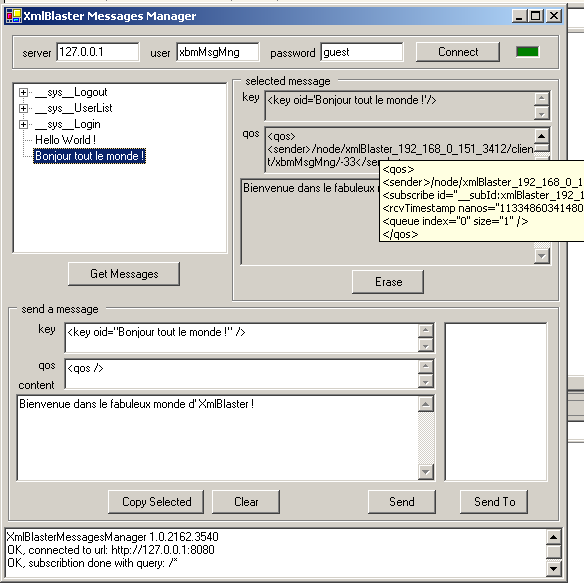 XmlBlaster Messages Manager
server 127.0.0.1 user xbmMsgMng password guest Connect
__sys__Logout
__sys__UserList
__sys__Login
Hello World !
Bonjour tout le monde !
Get Messages
selected message
key <key oid='Bonjour tout le monde !'/>
qos <qos>
<sender>/node/xmlBlaster_192_168_0_151_3412/clien
t/xbmMsgMng/-33</sender>
Bienvenue dans le fabuleux
<qos>
<sender>/node/xmlBlaster_192_168_0_1
<subscribe id="__subId:xmlBlaster_192_1
<rcvTimestamp nanos="11334860341480
<queue index="0" size="1" />
</qos>
Erase
send a message
key <key oid="Bonjour tout le monde !" />
qos <qos />
content
Bienvenue dans le fabuleux monde d' XmlBlaster !
Copy Selected Clear Send Send To
XmlBlasterMessagesManager 1.0.2162.3540
OK, connected to url: http://127.0.0.1:8080
OK, subscribtion done with query: /*